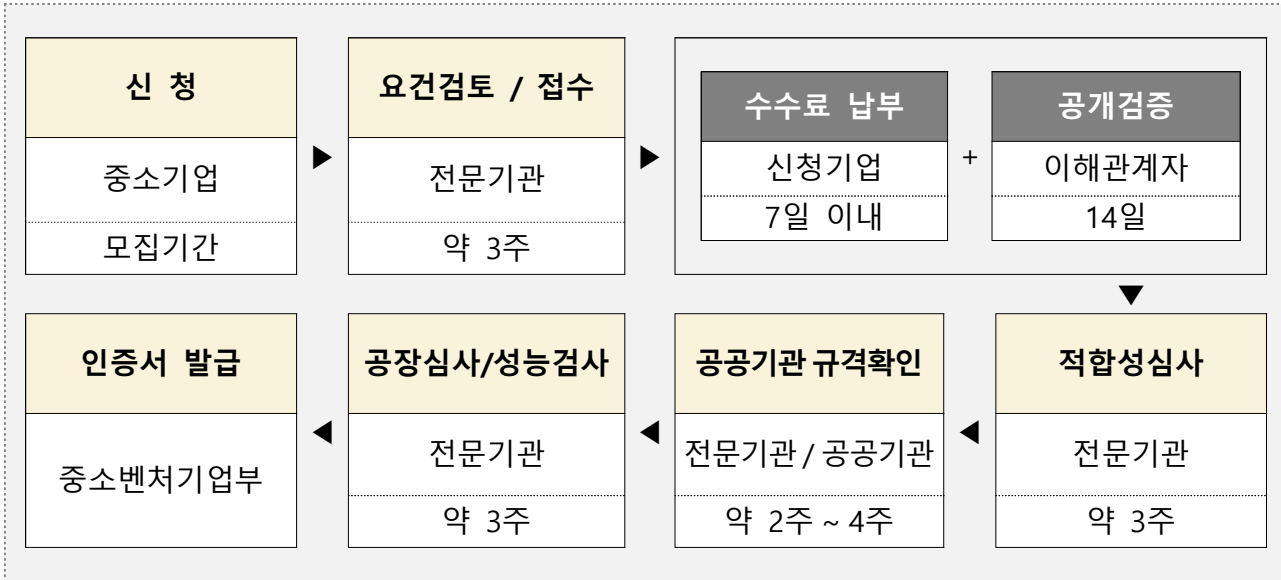 신 청
중소기업
모집기간
▶
요건검토 / 접수
전문기관
약 3주
▶
수수료 납부
신청기업
7일 이내
+
공개검증
이해관계자
14일
▼
적합성심사
전문기관
약 3주
◀
공공기관 규격확인
전문기관 / 공공기관
약 2주 ~ 4주
◀
공장심사/성능검사
전문기관
약 3주
◀
인증서 발급
중소벤처기업부